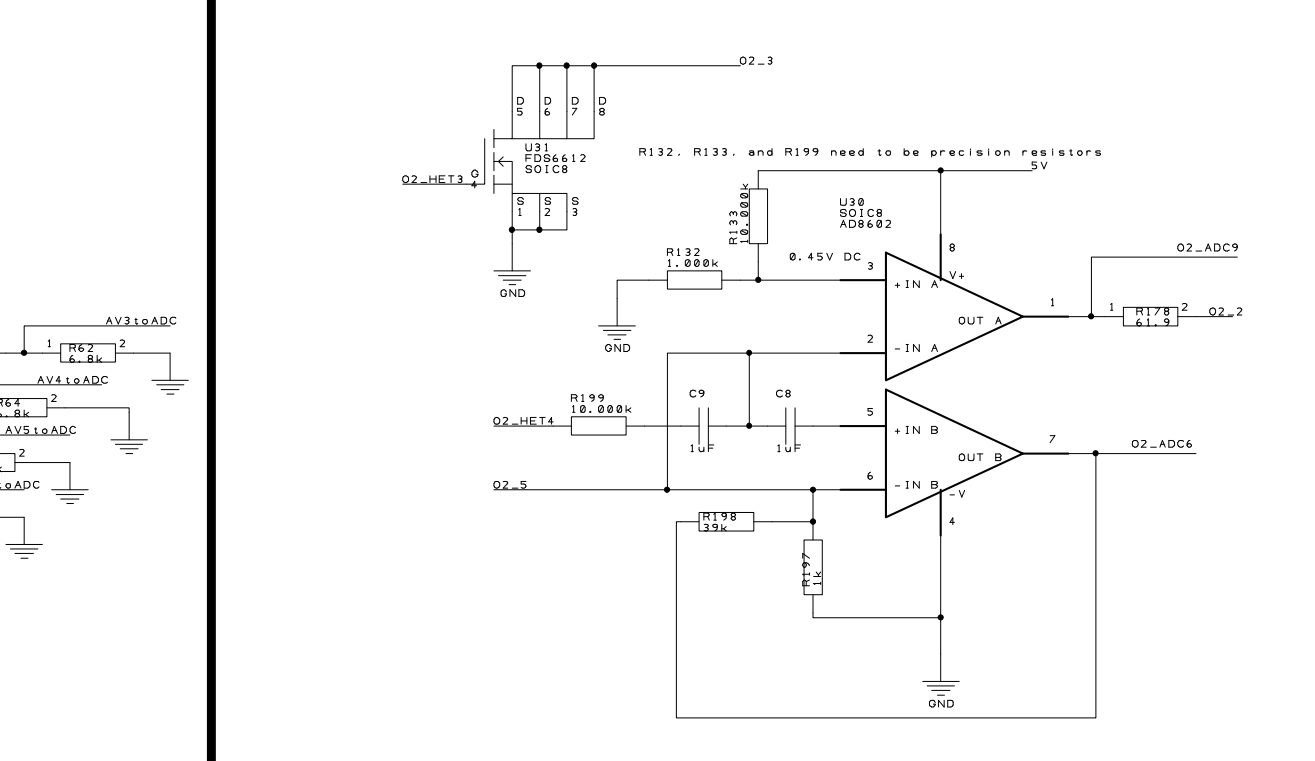 AV3toADC
1 R62 2
6.8k
AV4toADC
2
AV5toADC
2
O2_3
D D D D
5 6 7 8
U31
FDS6612
SOIC8
O2_HET3
G
4
S S S
1 2 3
GND
R132, R133, and R199 need to be precision resistors
5V
R133
10.000k
U30
SOIC8
AD8602
R132
1.000k
0.45V DC
GND
3
+IN A
8
V+
2
-IN A
OUT A
1
O2_ADC9
1 R178 2
61.9
O2_2
R199
10.000k
O2_HET4
C9
1uF
C8
1uF
5
+IN B
6
-IN B
OUT B
7
O2_ADC6
-V
4
O2_5
R198
39k
R197
1k
GND